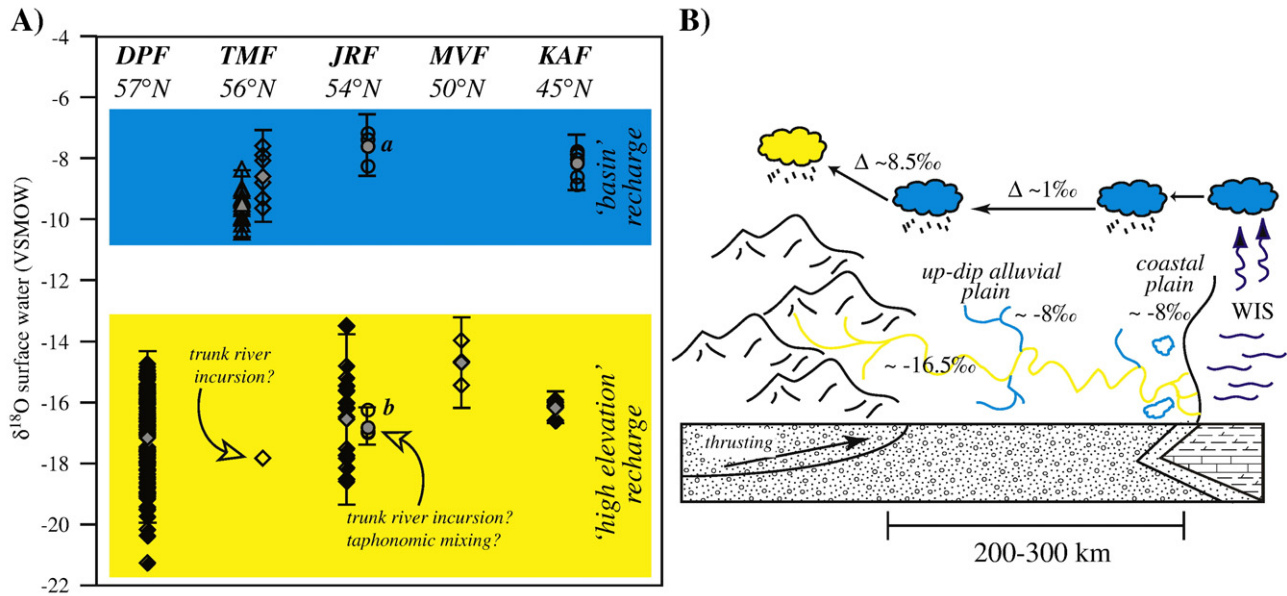 A)
DPF TMF JRF MVF KAF
57°N 56°N 54°N 50°N 45°N
δ¹⁸O surface water (VSMOW)
-4
-6
-8
-10
-12
-14
-16
-18
-20
-22
a
b
'basin'
recharge
'high elevation'
recharge
trunk river
incursion?
trunk river incursion?
taphonomic mixing?
B)
Δ ~8.5‰
Δ ~1‰
up-dip alluvial
plain
coastal
plain
~ -8‰
~ -8‰
WIS
~ -16.5‰
thrusting
200-300 km